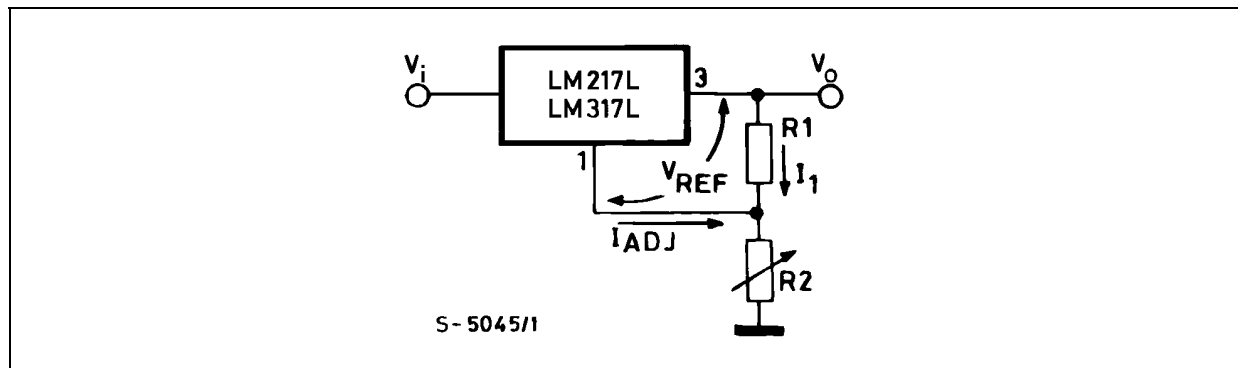 Vi
LM217L
LM317L
3
Vo
R1
I1
1
VREF
IADJ
R2
S-5045/1